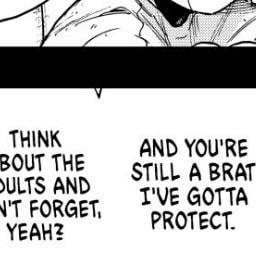 AND YOU'RE
STILL A BRAT
I'VE GOTTA
PROTECT.
THINK
BOUT THE
DULTS AND
N'T FORGET,
YEAH?